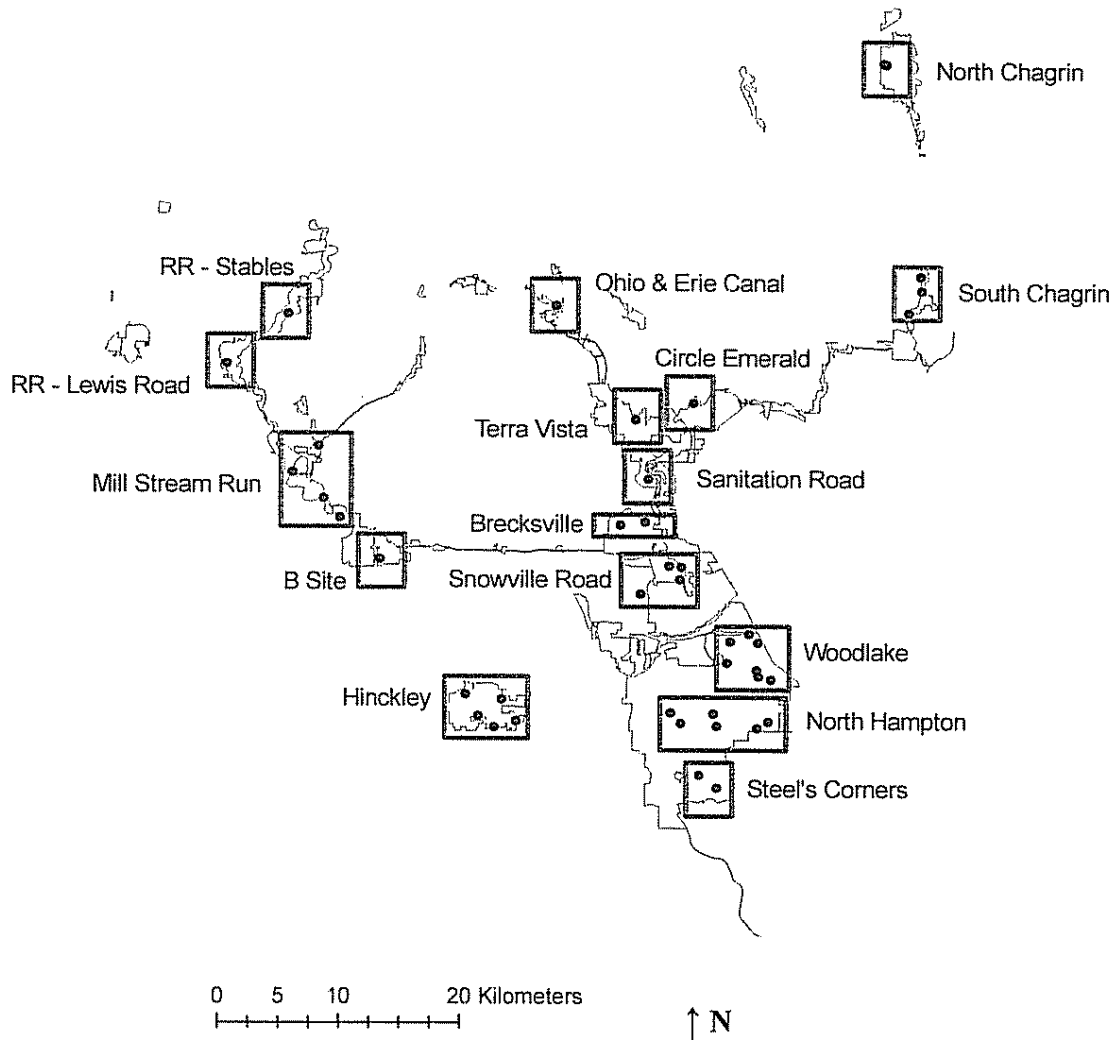 North Chagrin
RR - Stables
Ohio & Erie Canal
South Chagrin
Circle Emerald
RR - Lewis Road
Terra Vista
Mill Stream Run
Sanitation Road
Brecksville
B Site
Snowville Road
Woodlake
Hinckley
North Hampton
Steel's Corners
0 5 10 20 Kilometers
↑ N